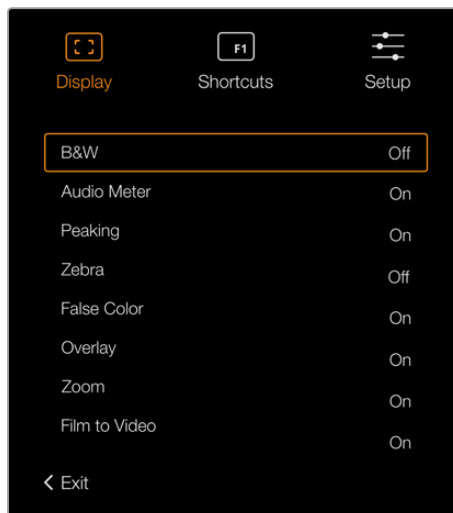 F1
Display Shortcuts Setup
B&W Off
Audio Meter On
Peaking On
Zebra Off
False Color On
Overlay On
Zoom On
Film to Video On
Exit